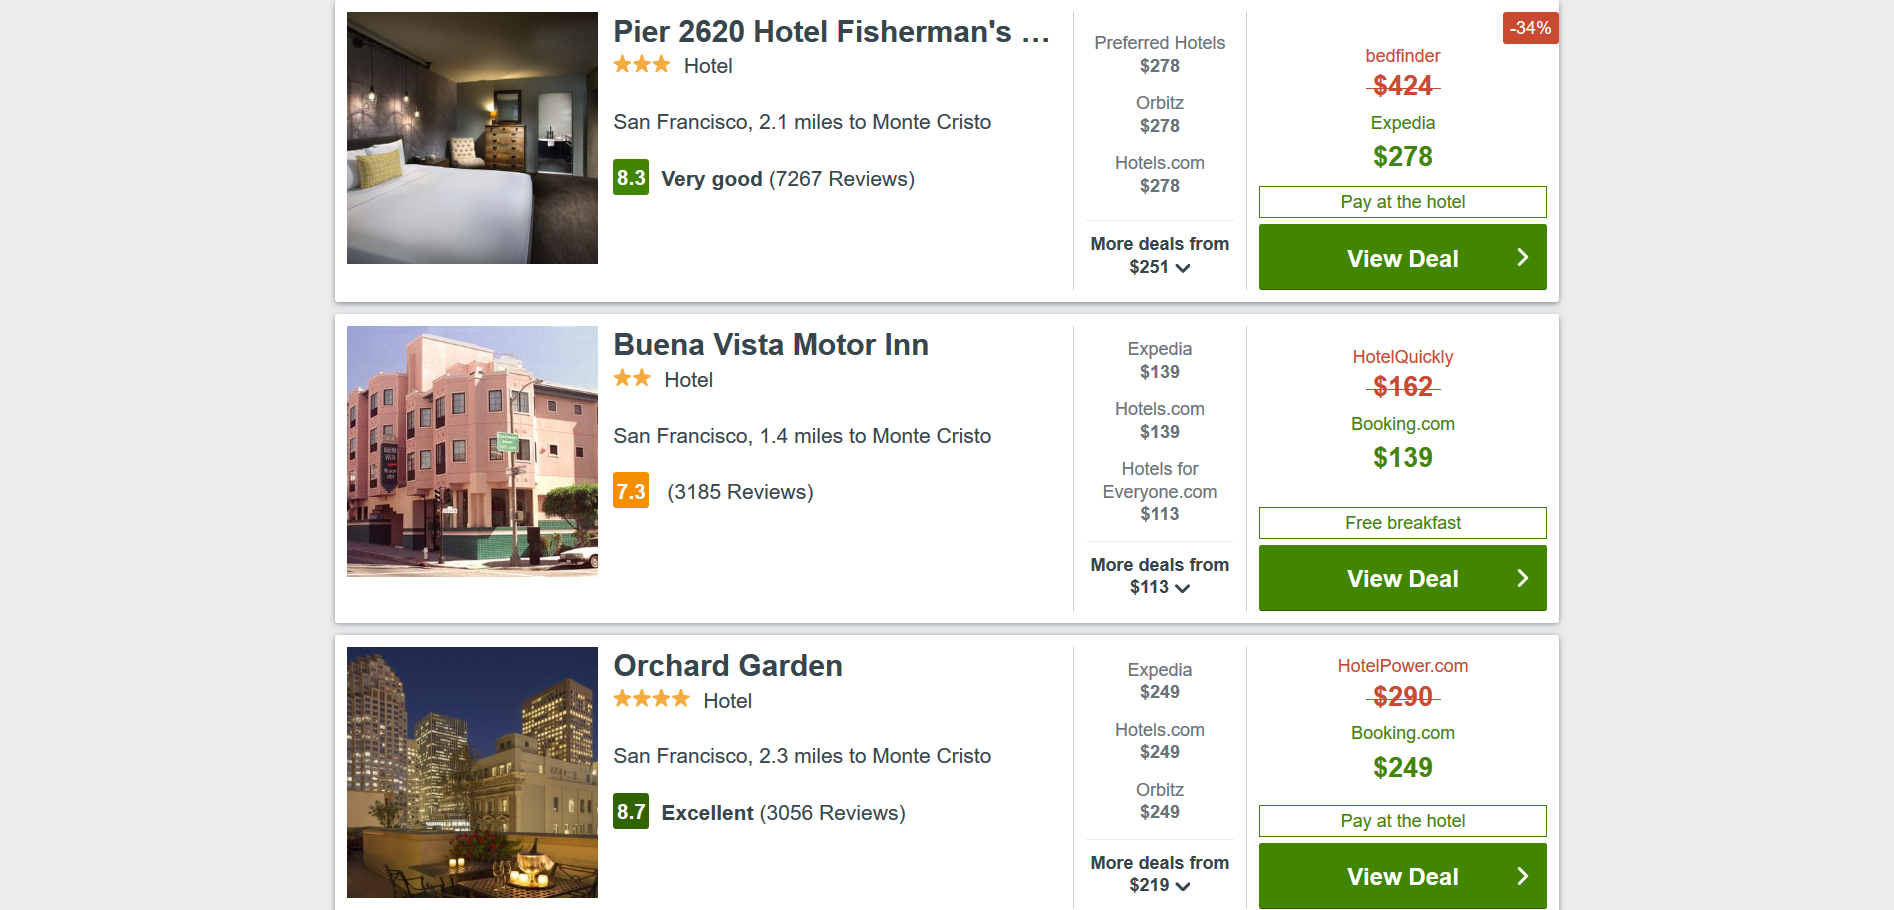 Pier 2620 Hotel Fisherman's ...
Hotel
San Francisco, 2.1 miles to Monte Cristo
8.3 Very good (7267 Reviews)
Preferred Hotels
$278
Orbitz
$278
Hotels.com
$278
More deals from
$251
-34%
bedfinder
$424
Expedia
$278
Pay at the hotel
View Deal
Buena Vista Motor Inn
Hotel
San Francisco, 1.4 miles to Monte Cristo
7.3 (3185 Reviews)
Expedia
$139
Hotels.com
$139
Hotels for
Everyone.com
$113
More deals from
$113
HotelQuickly
$162
Booking.com
$139
Free breakfast
View Deal
BUENA
VISTA
Orchard Garden
Hotel
San Francisco, 2.3 miles to Monte Cristo
8.7 Excellent (3056 Reviews)
Expedia
$249
Hotels.com
$249
Orbitz
$249
More deals from
$219
HotelPower.com
$290
Booking.com
$249
Pay at the hotel
View Deal